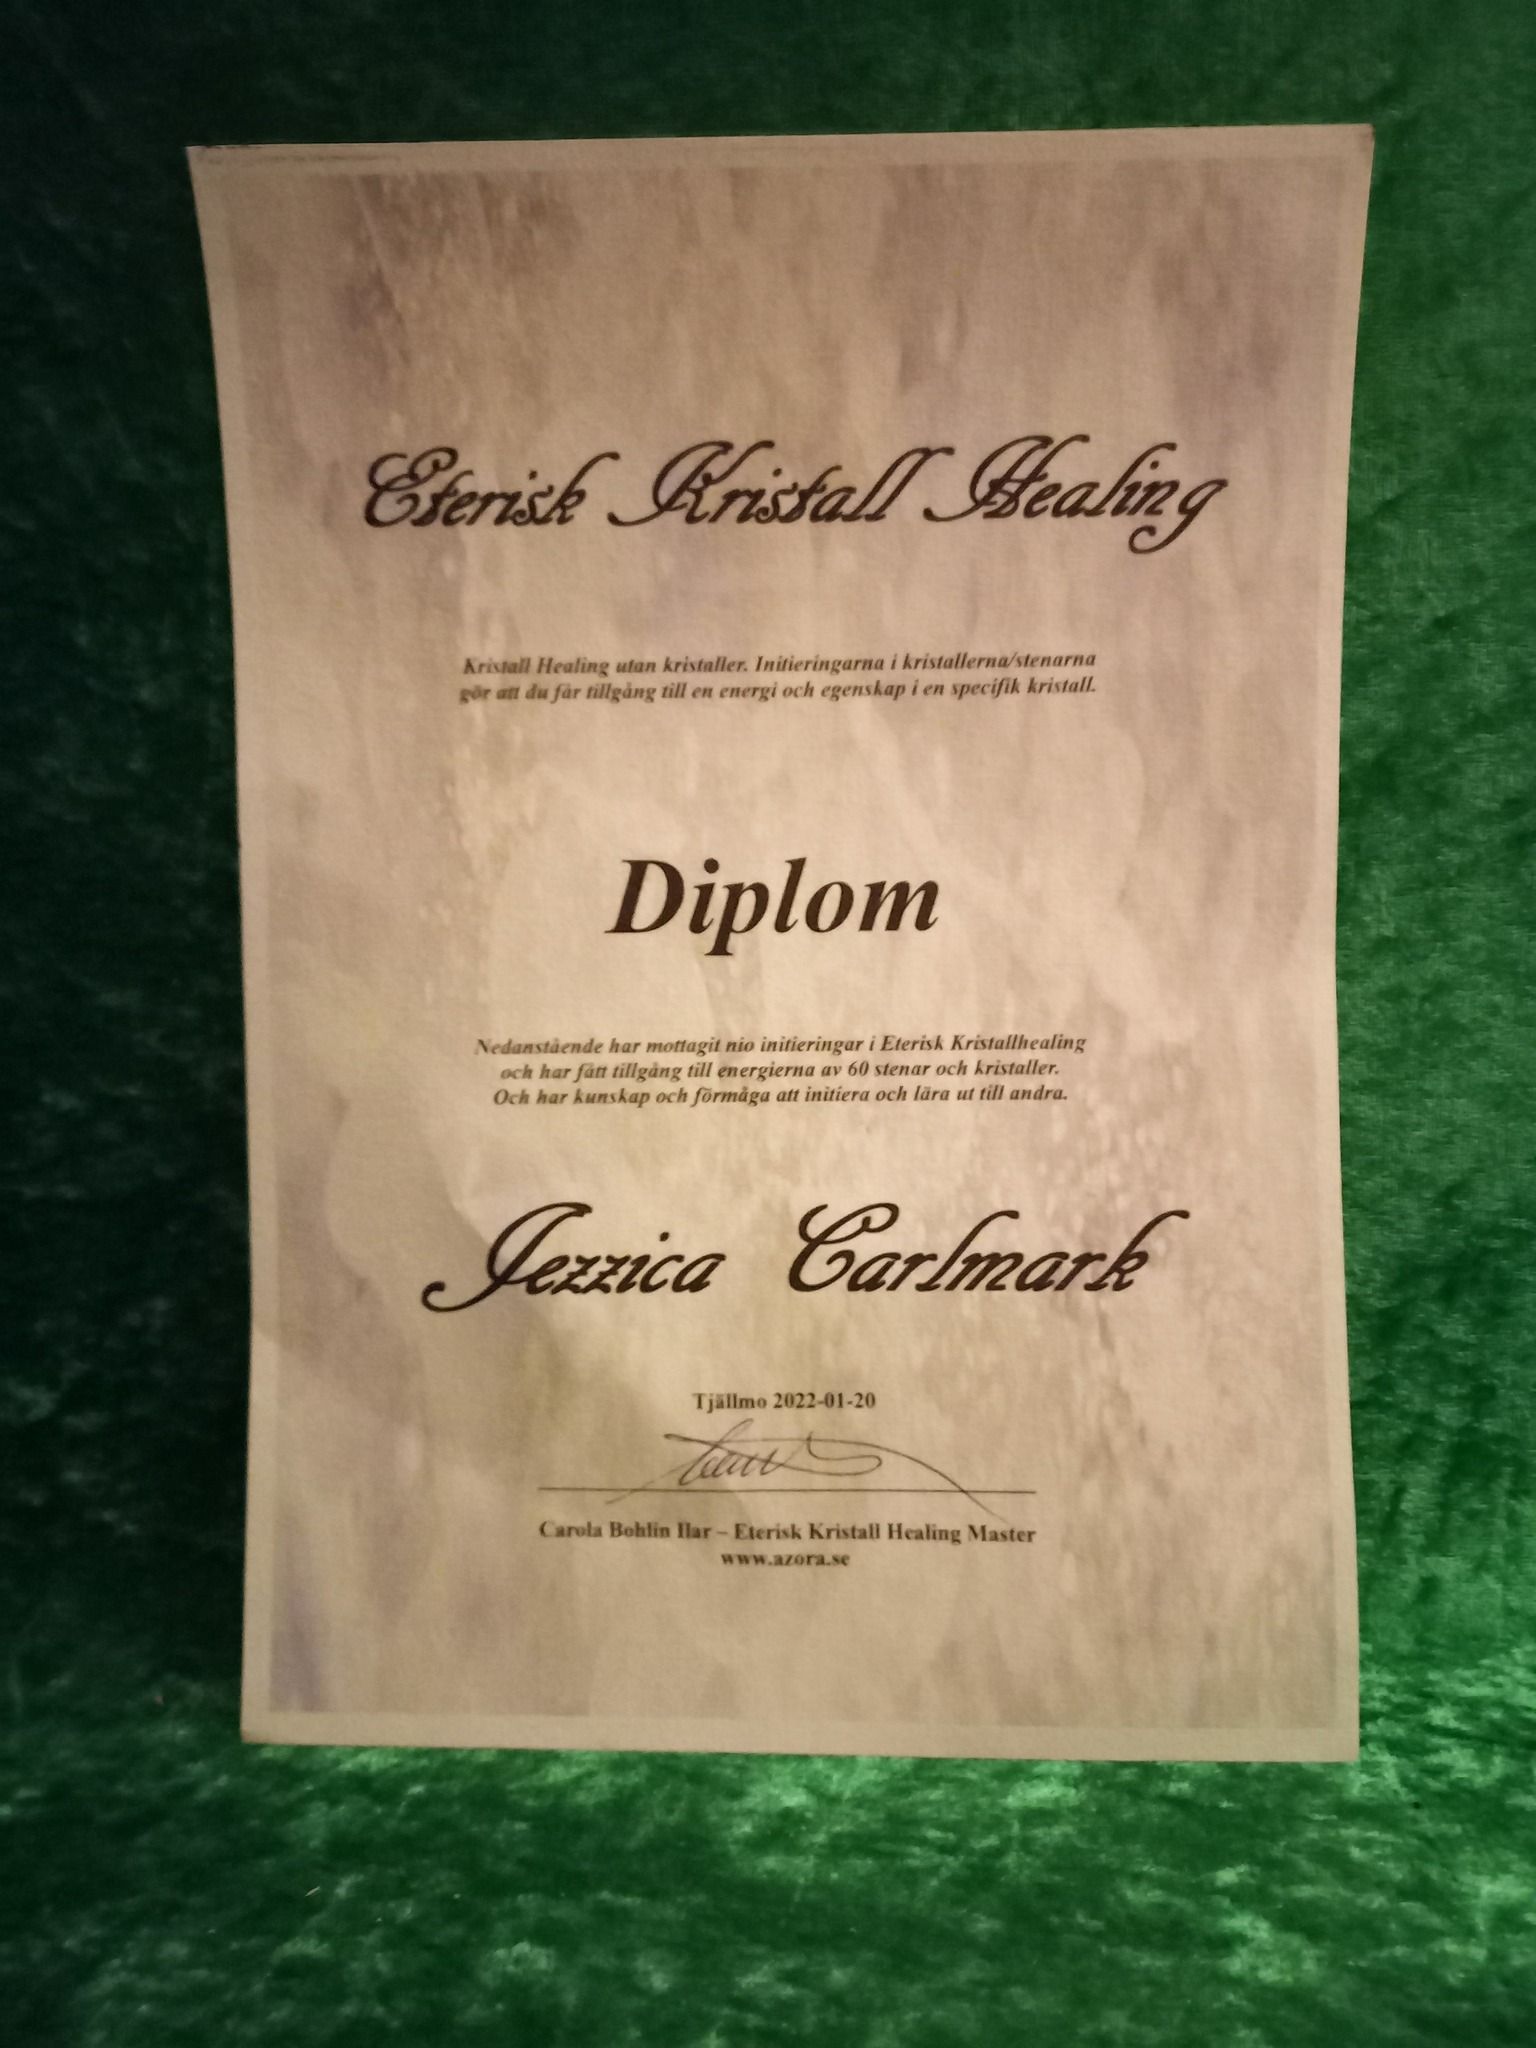 Eterisk Kristall Healing
Kristall Healing utan kristaller. Initieringarna i kristallerna/stenarna
gör att du får tillgång till en energi och egenskap i en specifik kristall.
Diplom
Nedanstående har mottagit nio initieringar i Eterisk Kristallhealing
och har fått tillgång till energierna av 60 stenar och kristaller.
Och har kunskap och förmåga att initiera och lära ut till andra.
Jezzica Carlmark
Tjällmo 2022-01-20
Carola Bohlin Ilar – Eterisk Kristall Healing Master
www.azora.se